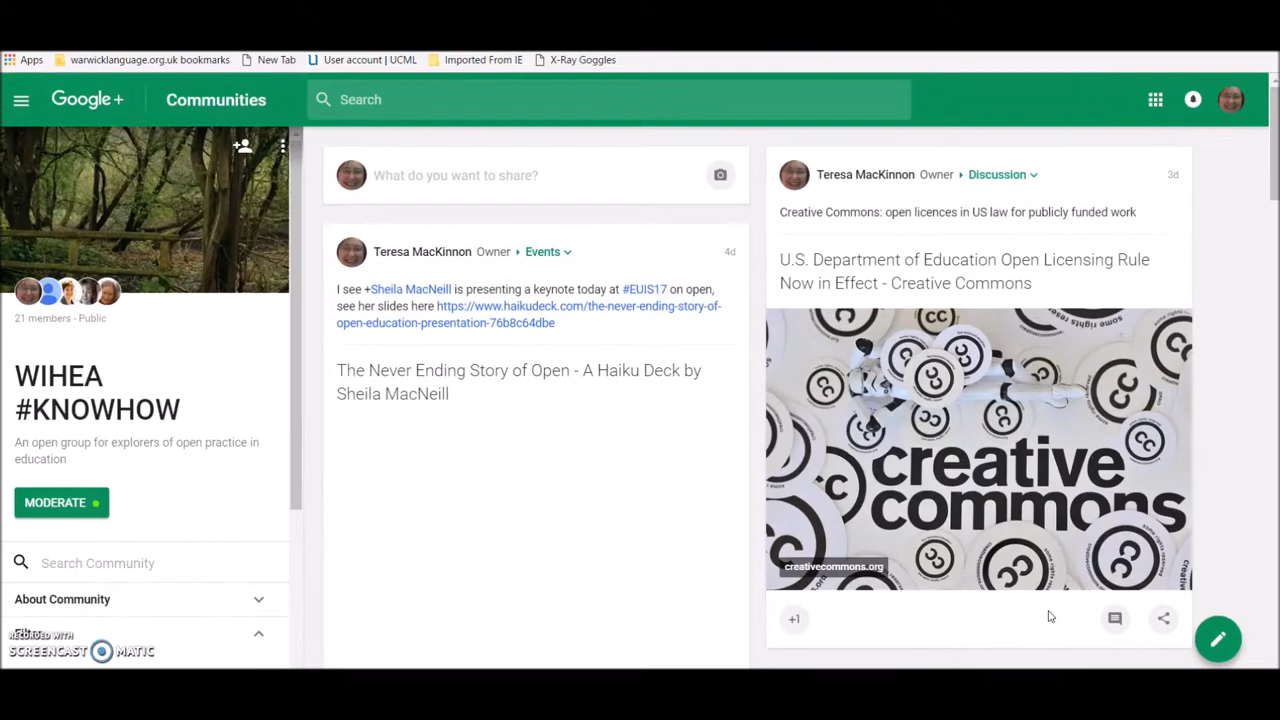 Apps
warwicklanguage.org.uk bookmarks
New Tab
User account | UCML
Imported From IE
X-Ray Goggles
Google+
Communities
Search
21 members - Public
WIHEA
#KNOWHOW
An open group for explorers of open practice in
education
MODERATE
Search Community
About Community
RECORDED WITH
SCREENCAST MATIC
What do you want to share?
Teresa MacKinnon Owner Events
4d
I see +Sheila MacNeill is presenting a keynote today at #EUIS17 on open,
see her slides here https://www.haikudeck.com/the-never-ending-story-of-
open-education-presentation-76b8c64dbe
The Never Ending Story of Open - A Haiku Deck by
Sheila MacNeill
Teresa MacKinnon Owner Discussion
3d
Creative Commons: open licences in US law for publicly funded work
U.S. Department of Education Open Licensing Rule
Now in Effect - Creative Commons
creative
commons
creativecommons.org
+1